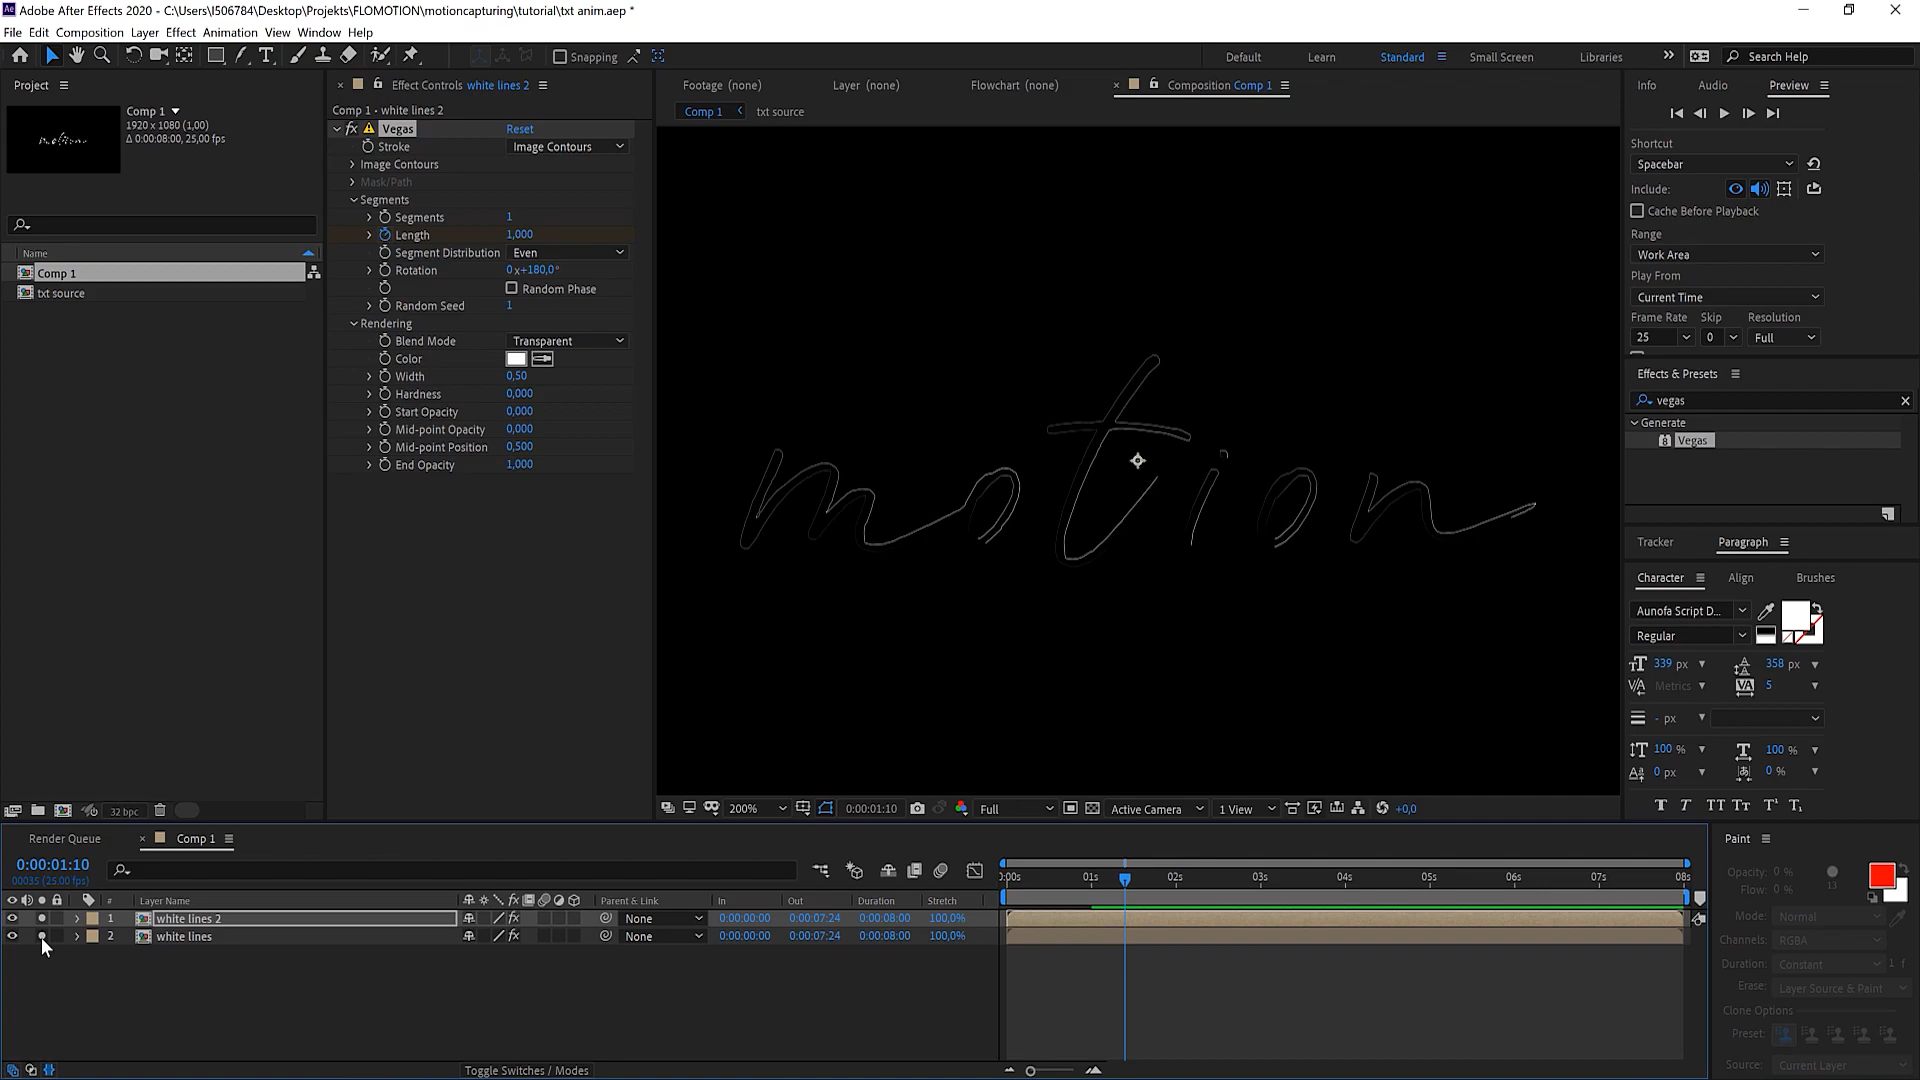 Adobe After Effects 2020 - C:\Users\I506784\Desktop\Projekts\FLOMOTION\motioncapturing\tutorial\txt anim.aep *
File Edit Composition Layer Effect Animation View Window Help
Snapping
Default Learn Standard Small Screen Libraries Search Help
Project
Comp 1
1920 x 1080 (1,00)
Δ 0:00:08:00, 25,00 fps
Name
Comp 1
txt source
32 bpc
Effect Controls white lines 2
Comp 1 • white lines 2
fx Vegas Reset
Stroke Image Contours
Image Contours
Mask/Path
Segments
Segments 1
Length 1,000
Segment Distribution Even
Rotation 0x+180,0°
Random Phase
Random Seed 1
Rendering
Blend Mode Transparent
Color
Width 0,50
Hardness 0,000
Start Opacity 0,000
Mid-point Opacity 0,000
Mid-point Position 0,500
End Opacity 1,000
Footage (none) Layer (none) Flowchart (none) Composition Comp 1
Comp 1 txt source
motion
200% 0:00:01:10 Full Active Camera 1 View +0,0
Info Audio Preview
Shortcut
Spacebar
Include:
Cache Before Playback
Range
Work Area
Play From
Current Time
Frame Rate Skip Resolution
25 0 Full
Effects & Presets
vegas
Generate
Vegas
Tracker Paragraph
Character Align Brushes
Aunofa Script D...
Regular
339 px 358 px
Metrics 5
- px
100 % 100 %
0 px 0 %
T T TT Tt T¹ T₁
Render Queue Comp 1
0:00:01:10
00035 (25.00 fps)
# Layer Name Parent & Link In Out Duration Stretch
1 white lines 2 None 0:00:00:00 0:00:07:24 0:00:08:00 100,0%
2 white lines None 0:00:00:00 0:00:07:24 0:00:08:00 100,0%
):00s 01s 02s 03s 04s 05s 06s 07s 08s
Toggle Switches / Modes
Paint
Opacity: 0 %
Flow: 0 %
13
Mode: Normal
Channels: RGBA
Duration: Constant 1 f
Erase: Layer Source & Paint
Clone Options
Preset:
Source: Current Layer